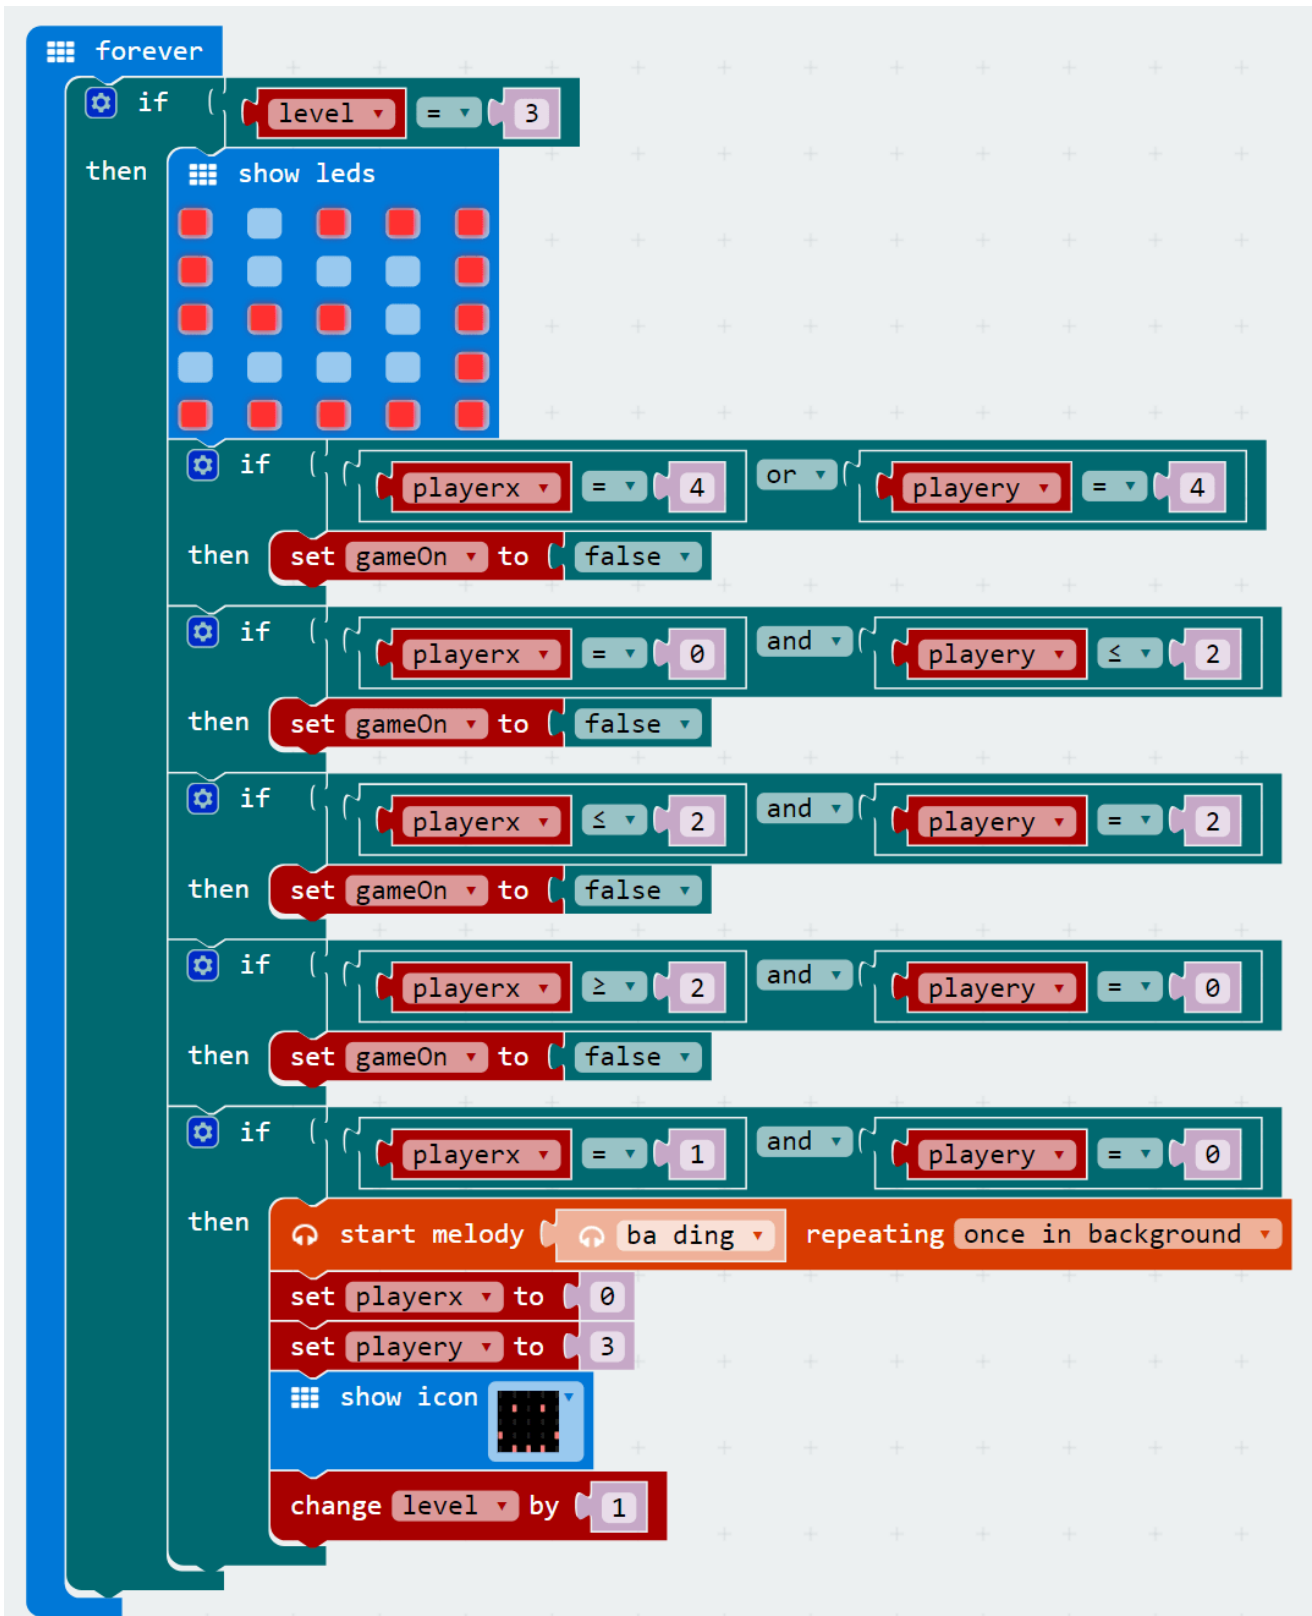 forever
if level = 3
then show leds
if playerx = 4 or playery = 4
then set gameOn to false
if playerx = 0 and playery ≤ 2
then set gameOn to false
if playerx ≤ 2 and playery = 2
then set gameOn to false
if playerx ≥ 2 and playery = 0
then set gameOn to false
if playerx = 1 and playery = 0
then start melody ba ding repeating once in background
set playerx to 0
set playery to 3
show icon
change level by 1